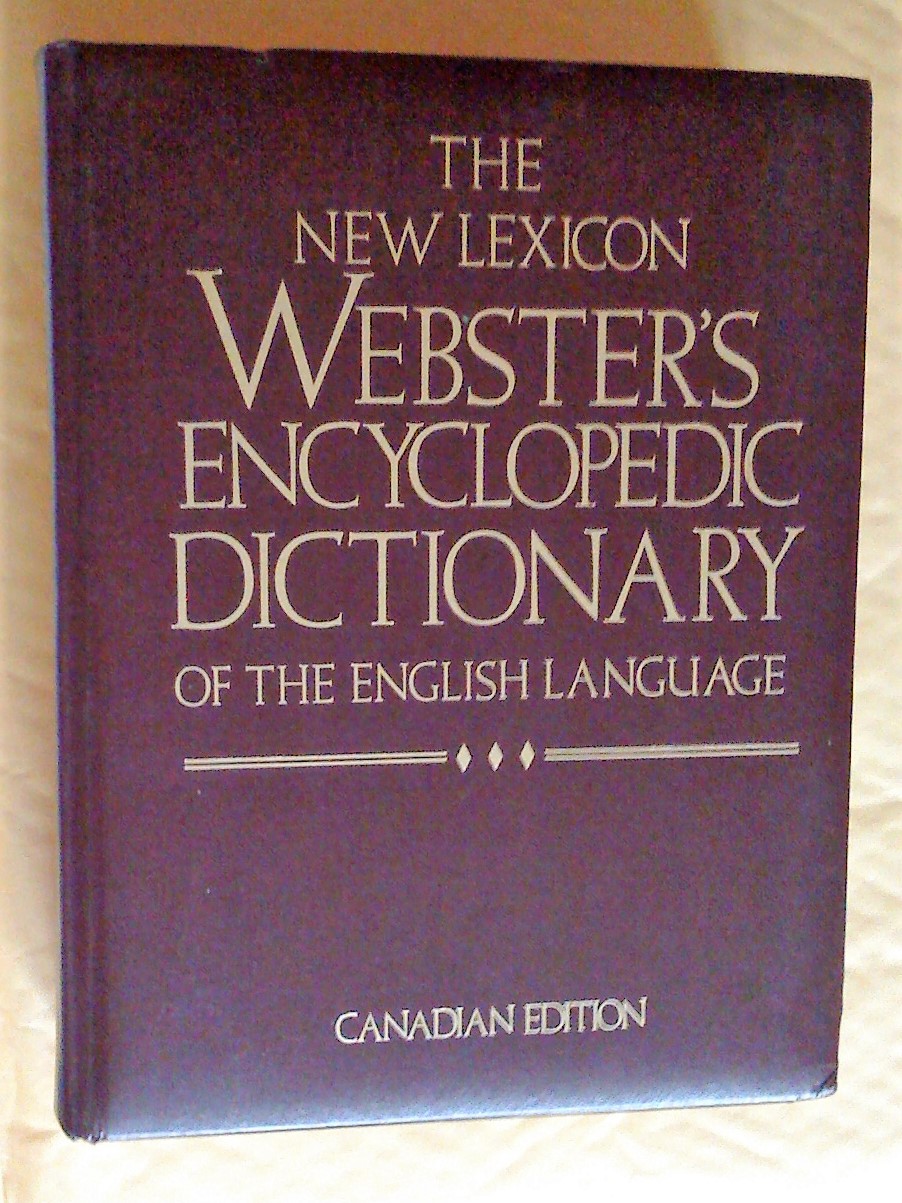 THE
NEW LEXICON
WEBSTER'S
ENCYCLOPEDIC
DICTIONARY
OF THE ENGLISH LANGUAGE
CANADIAN EDITION